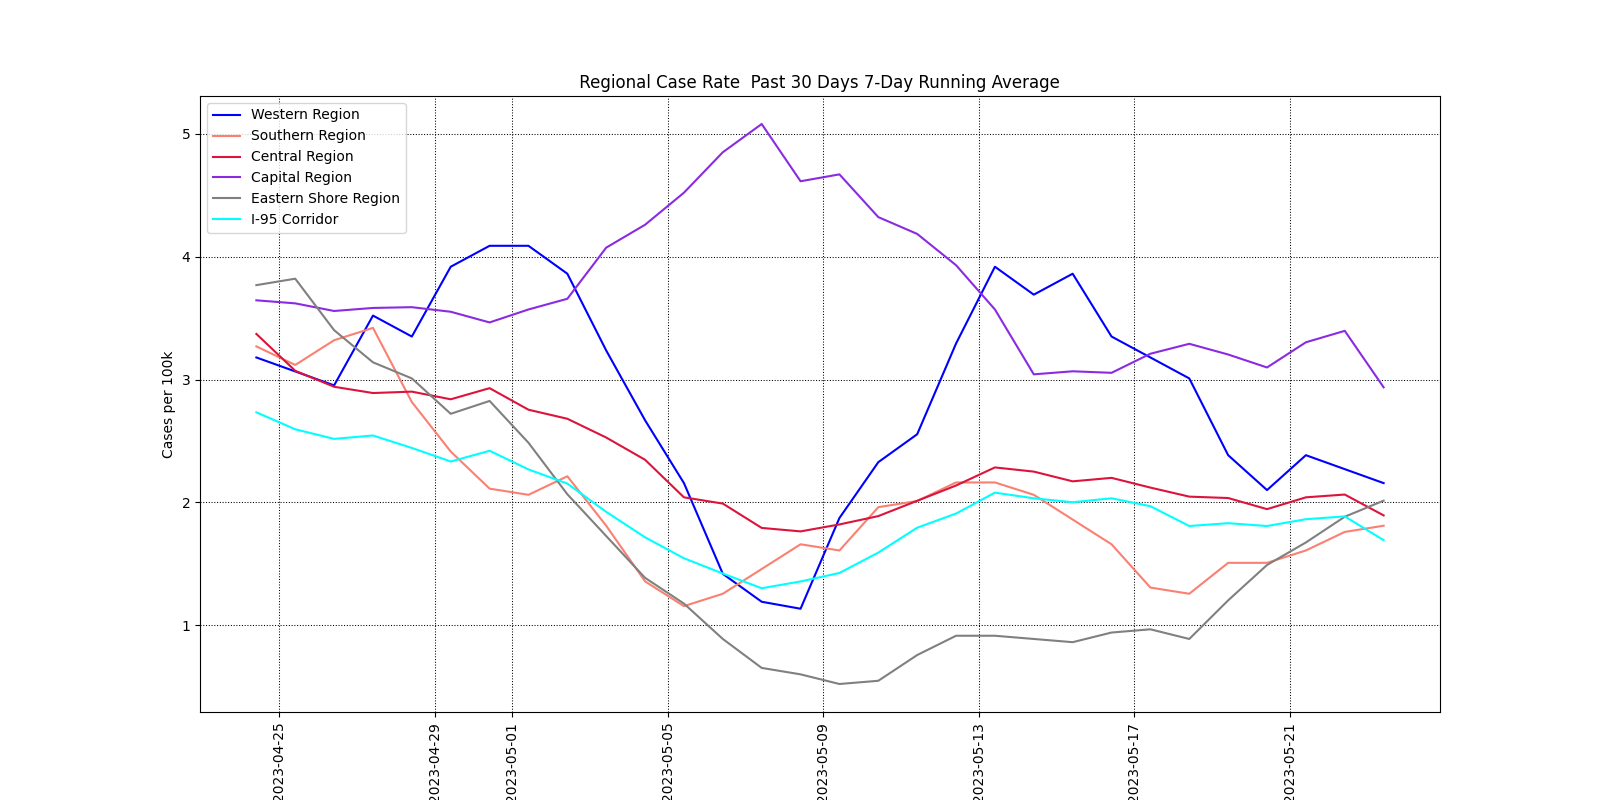 Regional Case Rate  Past 30 Days 7-Day Running Average
Western Region
Southern Region
Central Region
Capital Region
Eastern Shore Region
I-95 Corridor
Cases per 100k
5
4
3
2
1
2023-04-25
2023-04-29
2023-05-01
2023-05-05
2023-05-09
2023-05-13
2023-05-17
2023-05-21